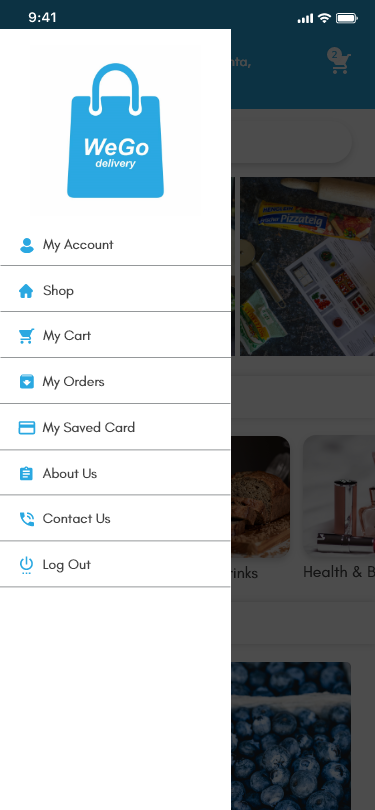 9:41
nta,
2
WeGo
delivery
Pizzateig
My Account
Shop
My Cart
My Orders
My Saved Card
About Us
Contact Us
Log Out
rinks
Health & B